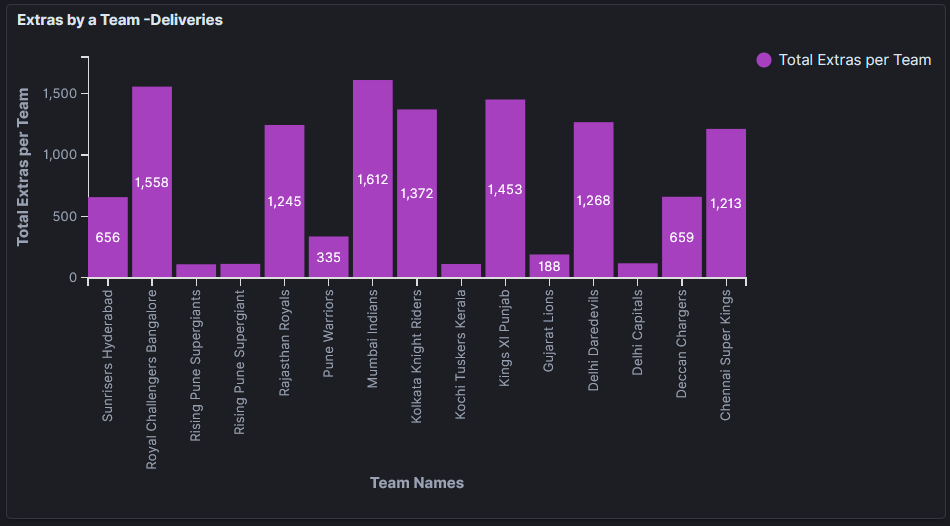 Extras by a Team -Deliveries
Total Extras per Team
Total Extras per Team
1,500
1,000
500
0
656
1,558
1,245
335
1,612
1,372
1,453
188
1,268
659
1,213
Sunrisers Hyderabad
Royal Challengers Bangalore
Rising Pune Supergiants
Rising Pune Supergiant
Rajasthan Royals
Pune Warriors
Mumbai Indians
Kolkata Knight Riders
Kochi Tuskers Kerala
Kings XI Punjab
Gujarat Lions
Delhi Daredevils
Delhi Capitals
Deccan Chargers
Chennai Super Kings
Team Names